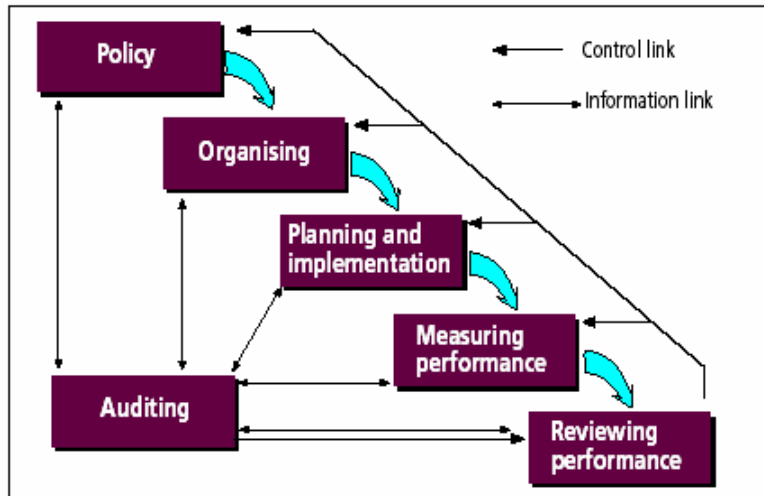 Policy
Control link
Information link
Organising
Planning and
implementation
Measuring
performance
Auditing
Reviewing
performance